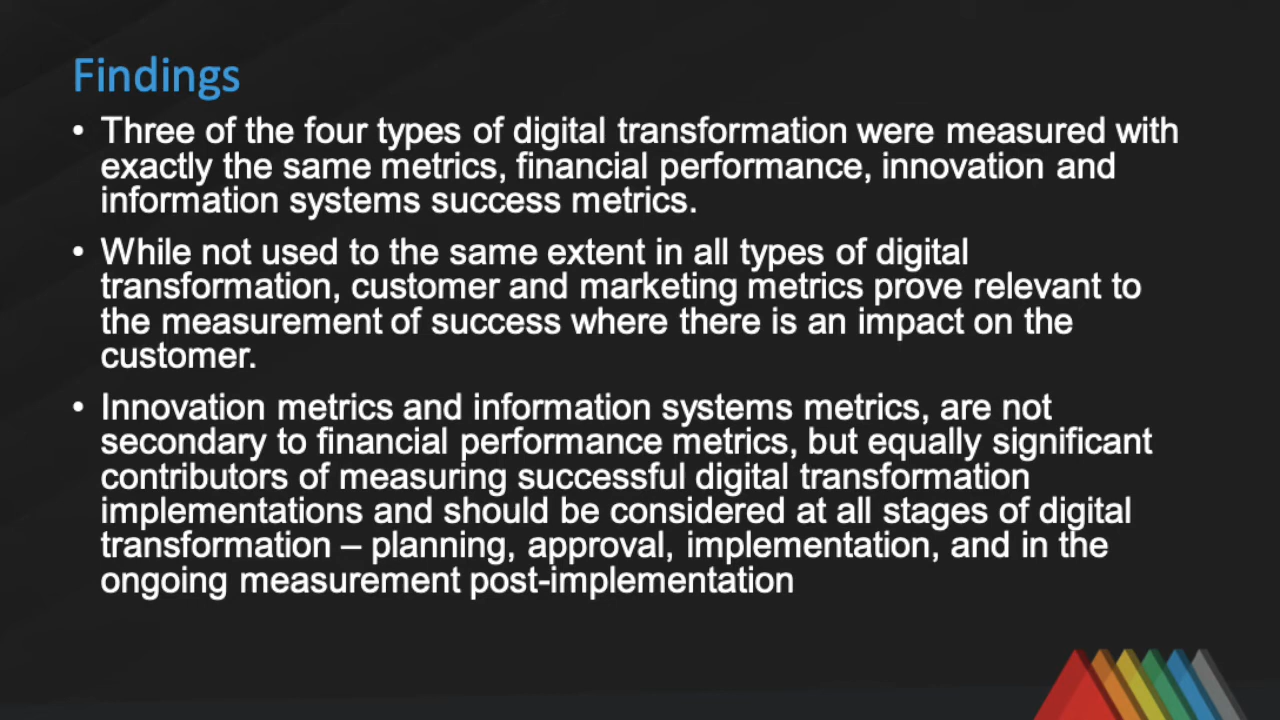 Findings
• Three of the four types of digital transformation were measured with
exactly the same metrics, financial performance, innovation and
information systems success metrics.
• While not used to the same extent in all types of digital
transformation, customer and marketing metrics prove relevant to
the measurement of success where there is an impact on the
customer.
• Innovation metrics and information systems metrics, are not
secondary to financial performance metrics, but equally significant
contributors of measuring successful digital transformation
implementations and should be considered at all stages of digital
transformation – planning, approval, implementation, and in the
ongoing measurement post-implementation